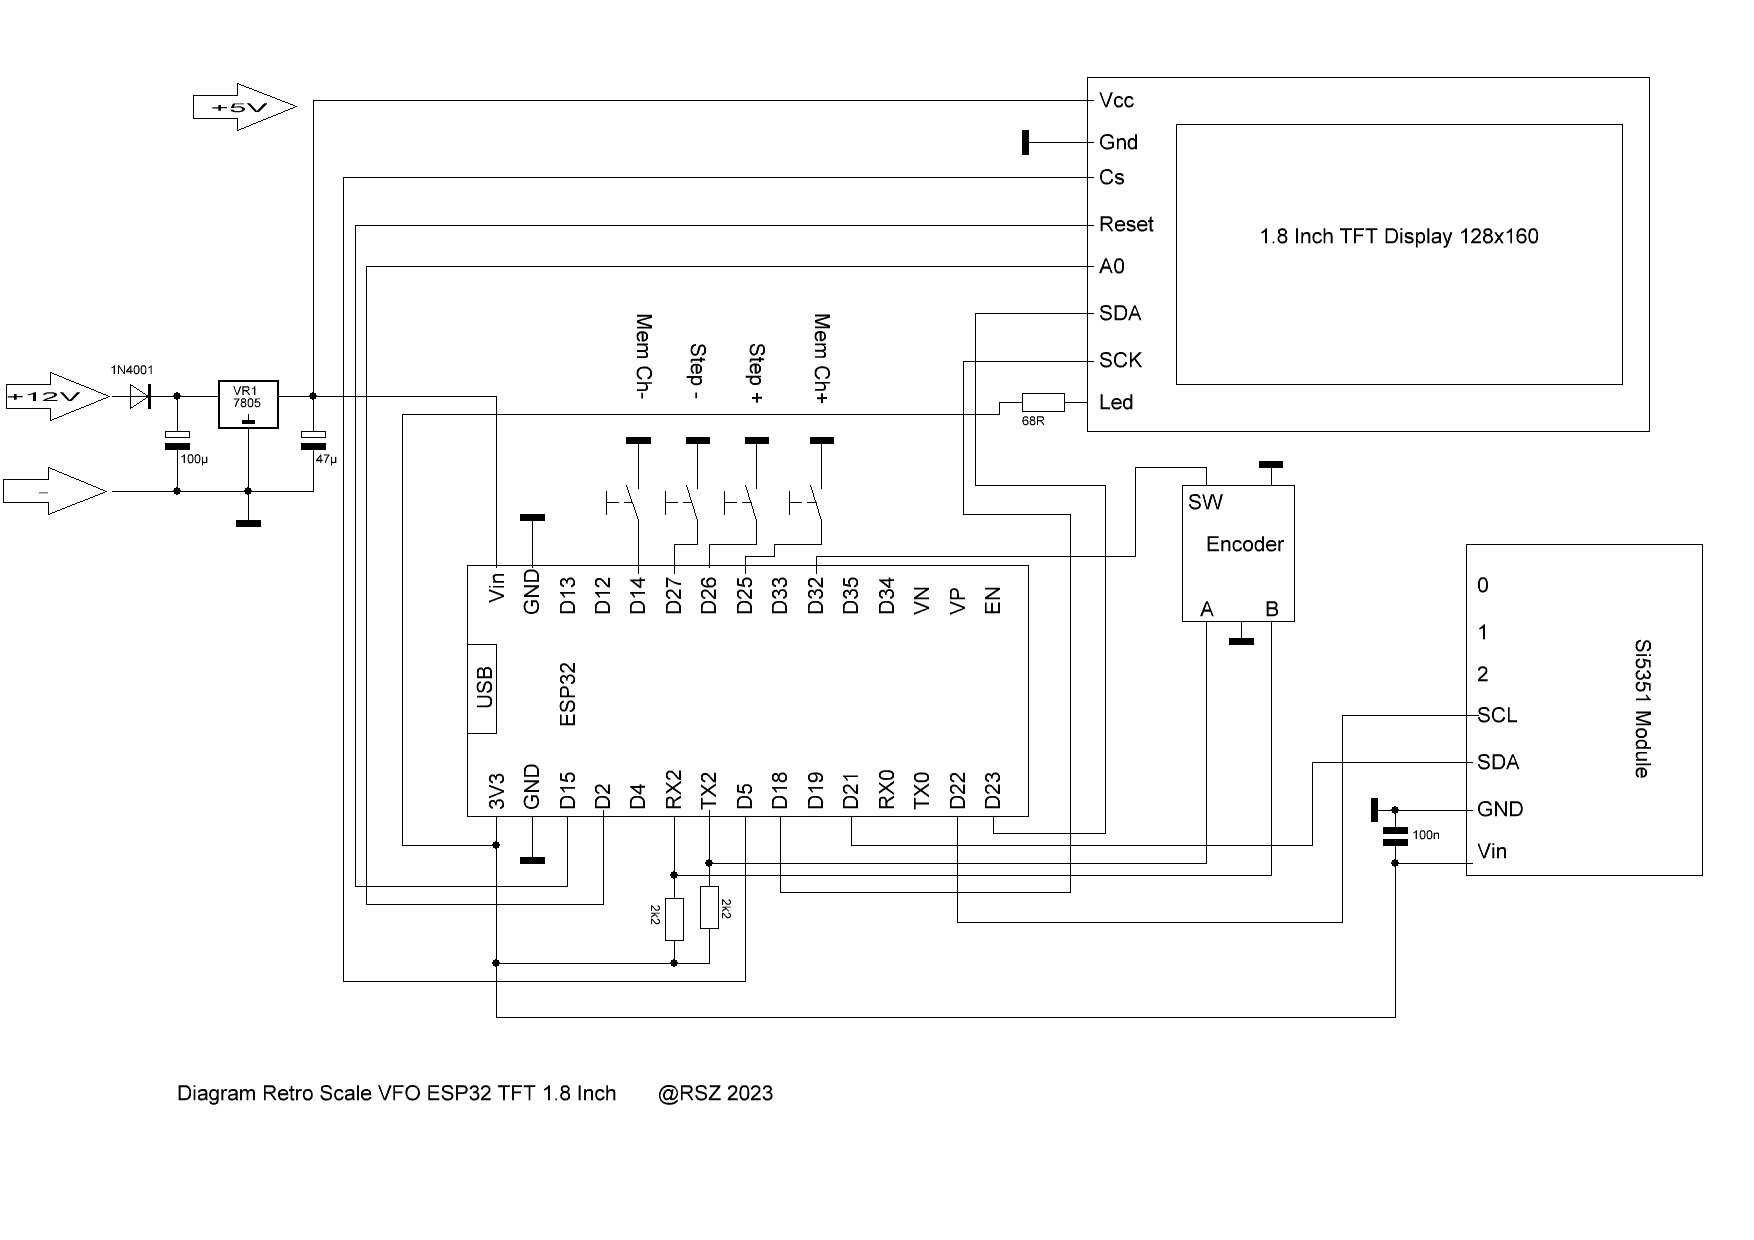 +5V
Vcc
Gnd
Cs
Reset
A0
SDA
SCK
Led
1.8 Inch TFT Display 128x160
68R
+12V
1N4001
VR1
7805
100µ
47µ
-
Mem Ch-
Step -
Step +
Mem Ch+
SW
Encoder
A
B
Vin
GND
D13
D12
D14
D27
D26
D25
D33
D32
D35
D34
VN
VP
EN
USB
ESP32
3V3
GND
D15
D2
D4
RX2
TX2
D5
D18
D19
D21
RX0
TX0
D22
D23
2k2
2k2
0
1
2
SCL
SDA
GND
Vin
Si5351 Module
100n
Diagram Retro Scale VFO ESP32 TFT 1.8 Inch @RSZ 2023